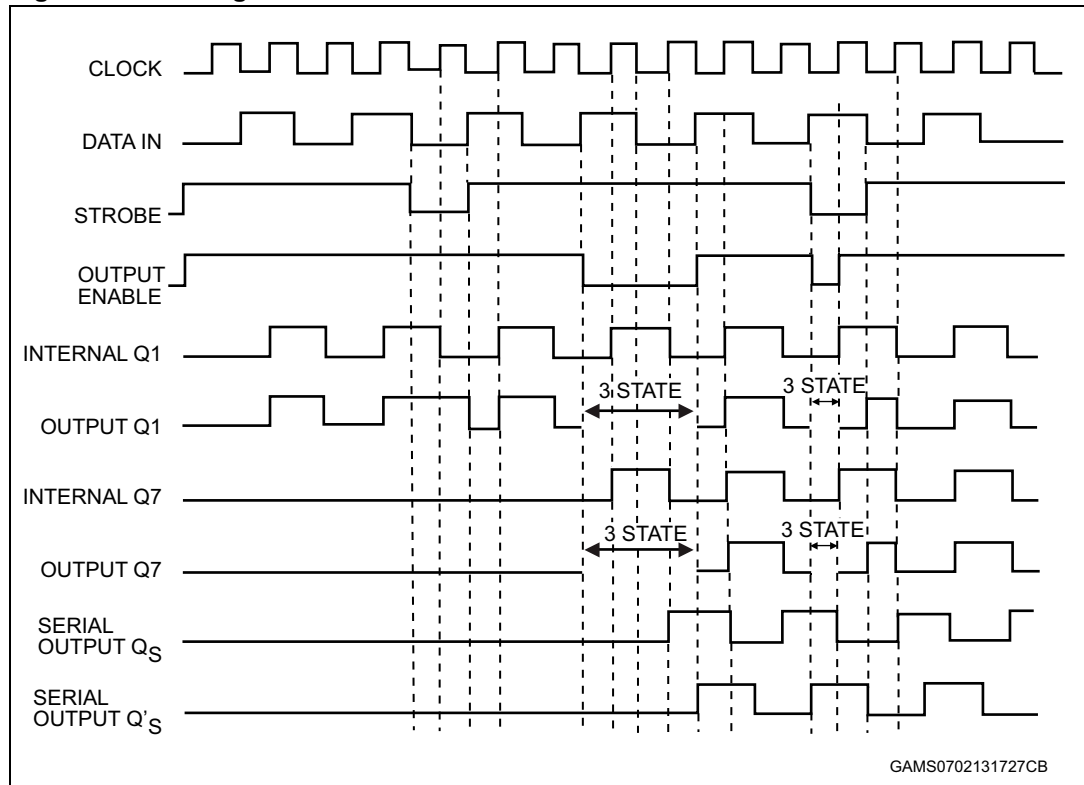 CLOCK
DATA IN
STROBE
OUTPUT
ENABLE
INTERNAL Q1
3 STATE
3 STATE
OUTPUT Q1
INTERNAL Q7
3 STATE
3 STATE
OUTPUT Q7
SERIAL
OUTPUT QS
SERIAL
OUTPUT Q'S
GAMS0702131727CB